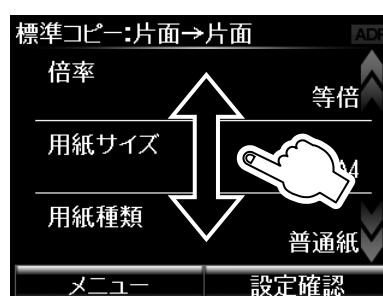 標準コピー:片面→片面 ADF
倍率
等倍
用紙サイズ
A4
用紙種類
普通紙
メニュー 設定確認